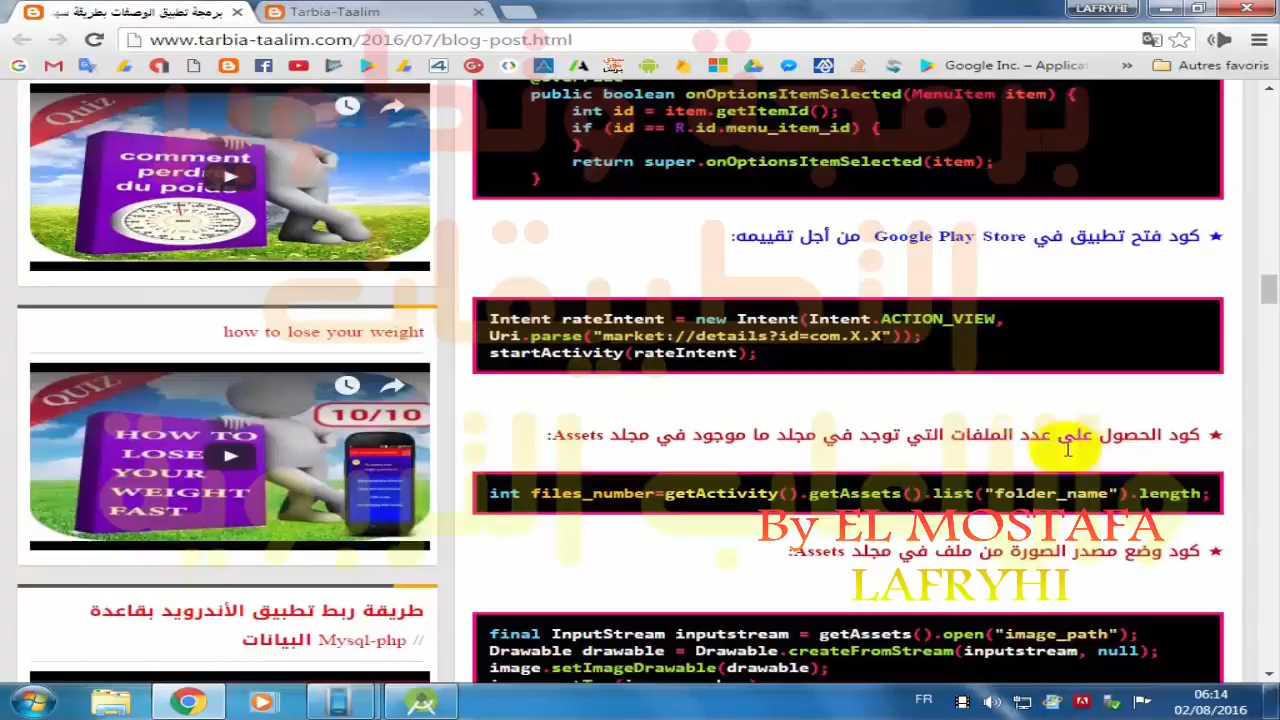 برمجة تطبيق الوصفات بطريقة سه
Tarbia-Taalim
LAFRYHI
www.tarbia-taalim.com/2016/07/blog-post.html
Google Inc. – Applica
»
Autres favoris
QUIZ
comment
perdre
du poids
how to lose your weight
QUIZ
10/10
HOW TO
LOSE
YOUR
WEIGHT
FAST
طريقة ربط تطبيق الأندرويد بقاعدة
البيانات Mysql-php //
public boolean onOptionsItemSelected(MenuItem item) {
int id = item.getItemId();
if (id == R.id.menu_item_id) {
}
return super.onOptionsItemSelected(item);
}
★ كود فتح تطبيق في Google Play Store من أجل تقييمه:
Intent rateIntent = new Intent(Intent.ACTION_VIEW,
Uri.parse("market://details?id=com.X.X"));
startActivity(rateIntent);
★ كود الحصول على عدد الملفات التي توجد في مجلد ما موجود في مجلد Assets:
int files_number=getActivity().getAssets().list("folder_name").length;
★ كود وضع مصدر الصورة من ملف في مجلد Assets:
final InputStream inputstream = getAssets().open("image_path");
Drawable drawable = Drawable.createFromStream(inputstream, null);
image.setImageDrawable(drawable);
By EL MOSTAFA
LAFRYHI
FR
06:14
02/08/2016